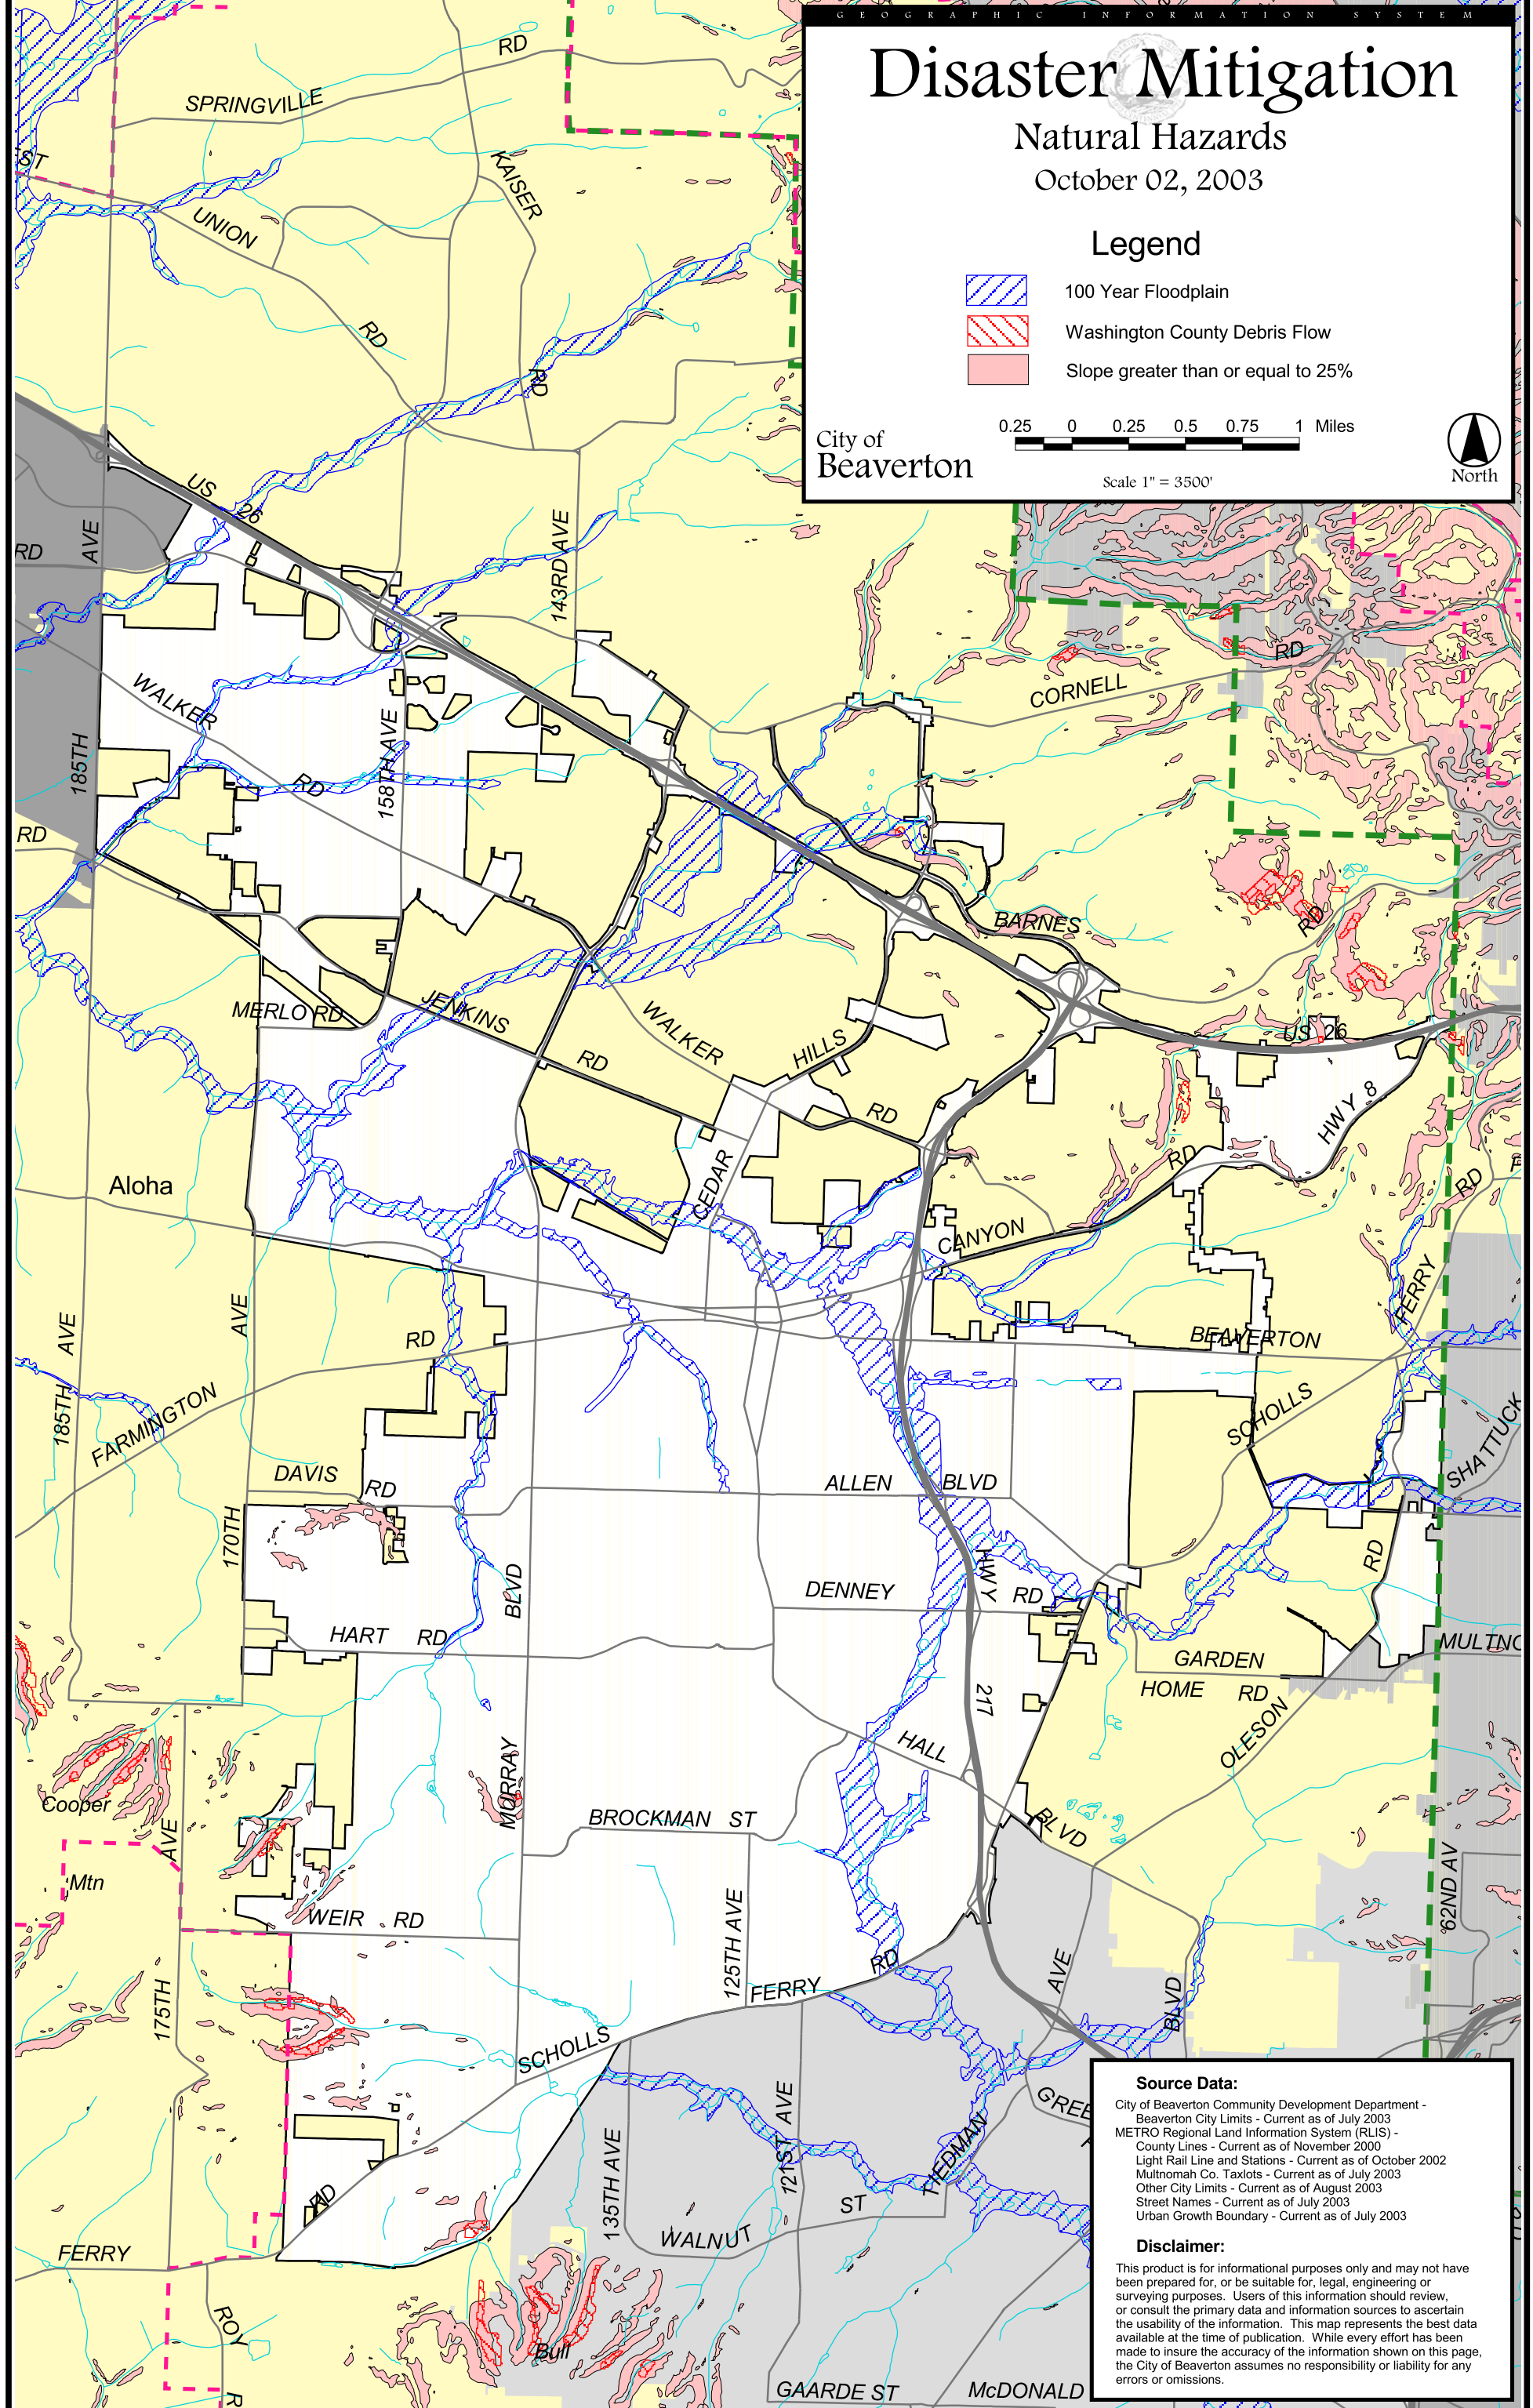 GEOGRAPHIC INFORMATION SYSTEM
Disaster Mitigation
Natural Hazards
October 02, 2003
Legend
100 Year Floodplain
Washington County Debris Flow
Slope greater than or equal to 25%
0.25 0 0.25 0.5 0.75 1 Miles
Scale 1" = 3500'
City of
Beaverton
North
RD
SPRINGVILLE
ST
KAISER
UNION
RD
RD
US
26
RD
AVE
143RD AVE
RD
CORNELL
WALKER
158TH AVE
185TH
RD
RD
BARNES
RD
MERLO RD
JENKINS
WALKER
HILLS
US 26
RD
RD
HWY 8
CEDAR
RD
RD
Aloha
CANYON
FERRY
AVE
AVE
RD
BEAVERTON
185TH
FARMINGTON
SCHOLLS
SHATTUCK
DAVIS
RD
ALLEN
BLVD
170TH
BLVD
DENNEY
HWY
RD
RD
HART RD
GARDEN
MULTNO
HOME RD
217
OLESON
HALL
MURRAY
Cooper
BROCKMAN ST
BLVD
AVE
Mtn
62ND AV
WEIR RD
125TH AVE
RD
FERRY
AVE
BLVD
175TH
SCHOLLS
GREE
135TH AVE
121ST AVE
TIEDMAN
RD
ST
WALNUT
FERRY
ROY
R
Bull
GAARDE ST
McDONALD
Source Data:
City of Beaverton Community Development Department -
Beaverton City Limits - Current as of July 2003
METRO Regional Land Information System (RLIS) -
County Lines - Current as of November 2000
Light Rail Line and Stations - Current as of October 2002
Multnomah Co. Taxlots - Current as of July 2003
Other City Limits - Current as of August 2003
Street Names - Current as of July 2003
Urban Growth Boundary - Current as of July 2003
Disclaimer:
This product is for informational purposes only and may not have
been prepared for, or be suitable for, legal, engineering or
surveying purposes. Users of this information should review,
or consult the primary data and information sources to ascertain
the usability of the information. This map represents the best data
available at the time of publication. While every effort has been
made to insure the accuracy of the information shown on this page,
the City of Beaverton assumes no responsibility or liability for any
errors or omissions.